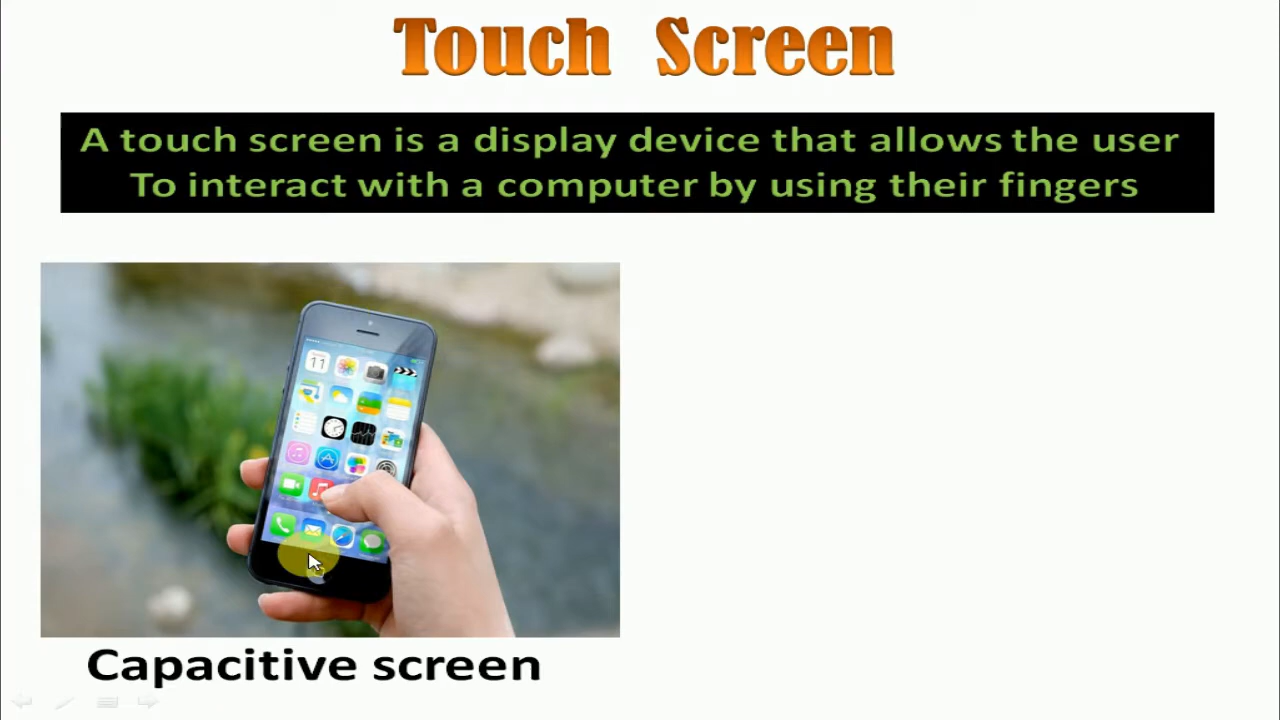 Touch Screen
A touch screen is a display device that allows the user
To interact with a computer by using their fingers
11
Capacitive screen